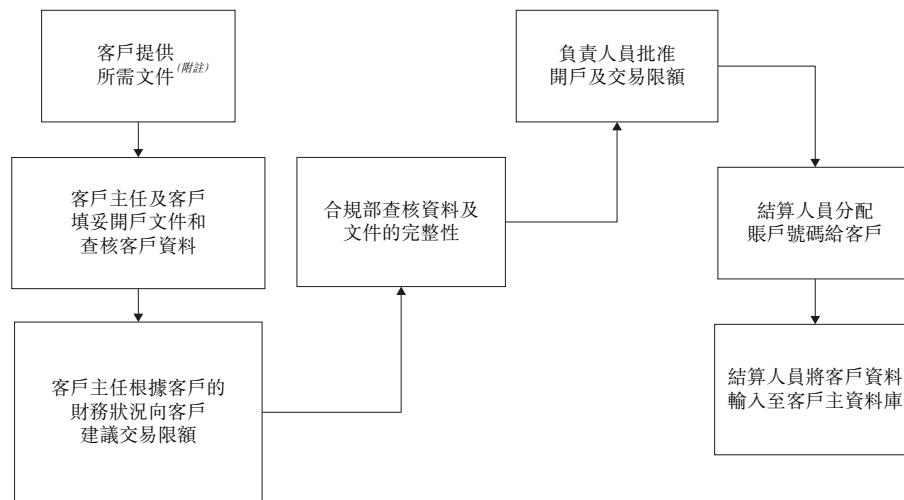 客戶提供
所需文件(附註)
客戶主任及客戶
填妥開戶文件和
查核客戶資料
客戶主任根據客戶的
財務狀況向客戶
建議交易限額
合規部查核資料及
文件的完整性
負責人員批准
開戶及交易限額
結算人員分配
賬戶號碼給客戶
結算人員將客戶資料
輸入至客戶主資料庫